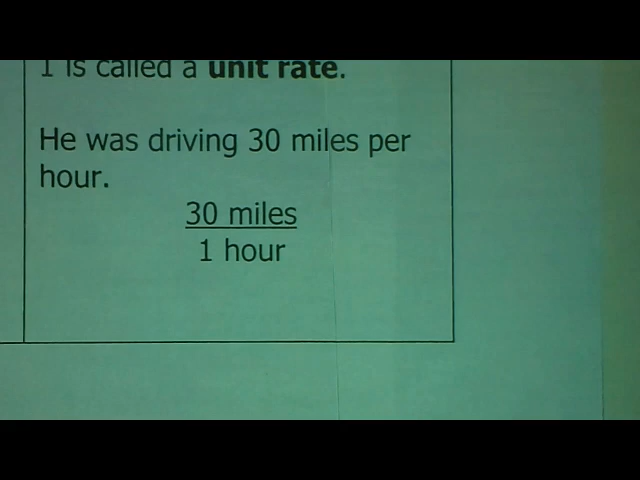 1 is called a unit rate.
He was driving 30 miles per
hour.
30 miles
1 hour